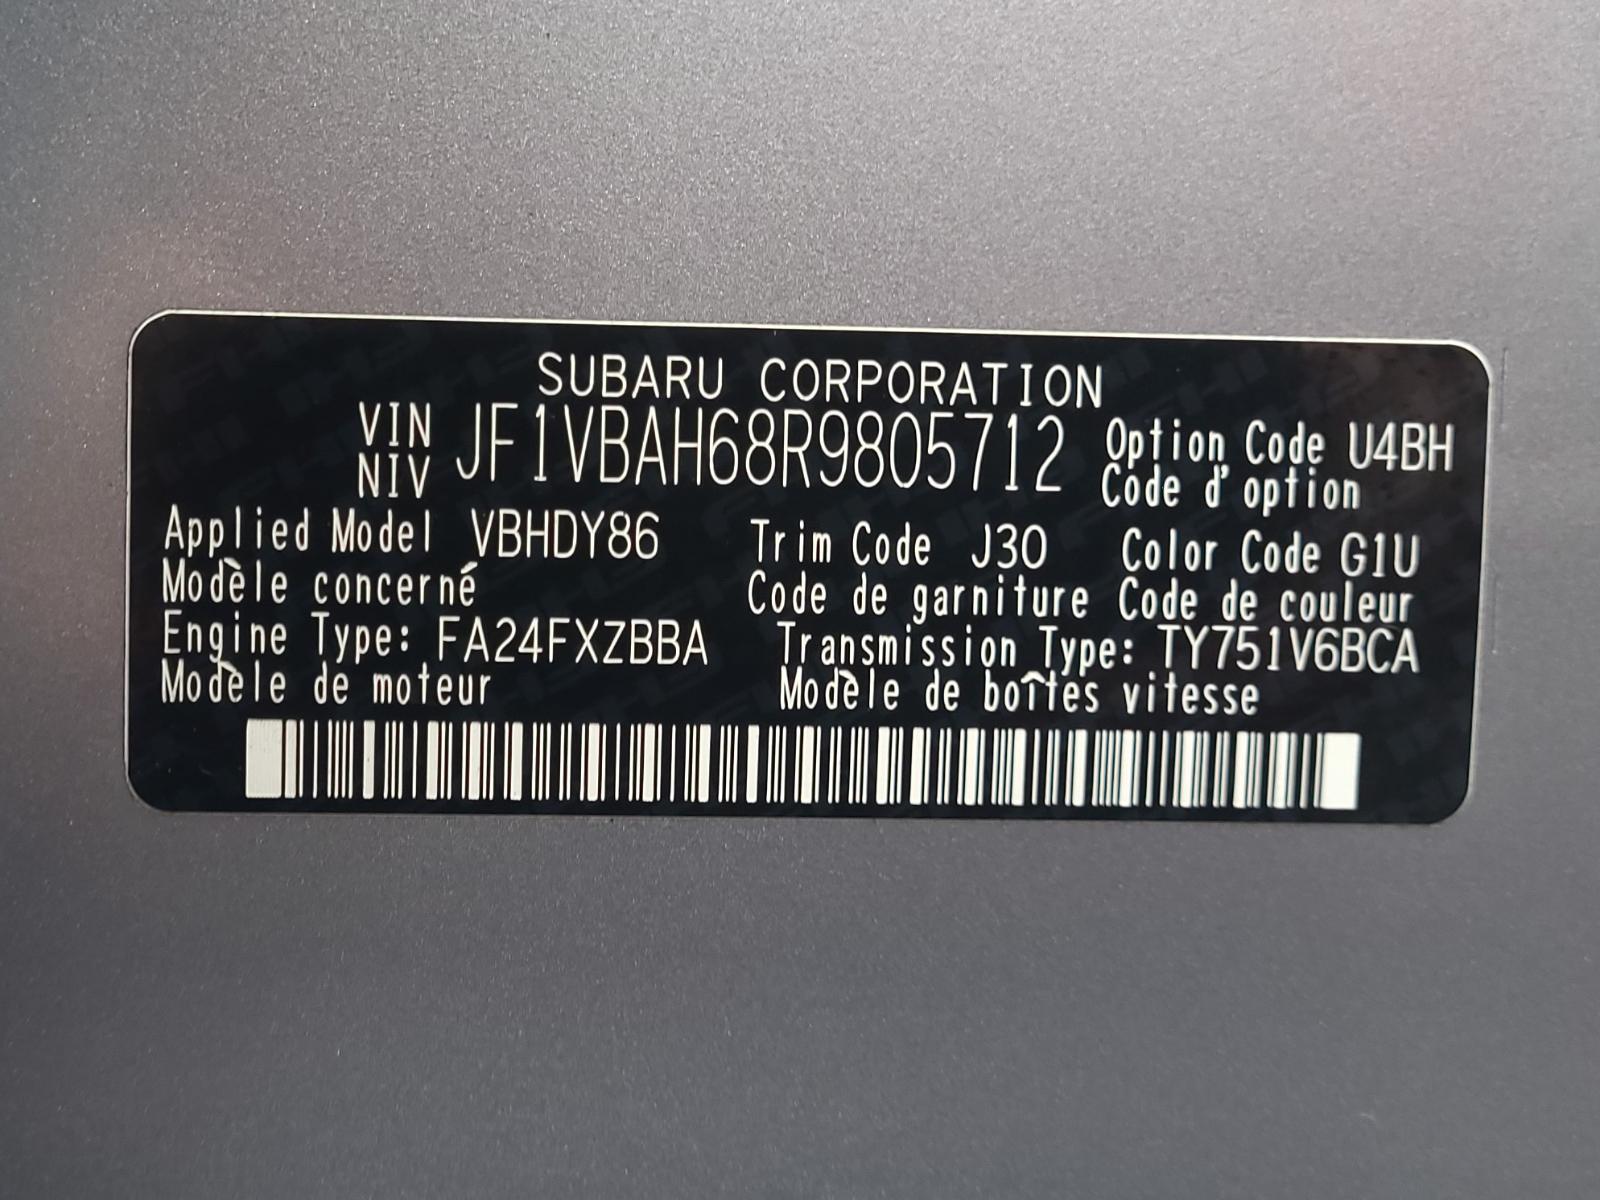 SUBARU CORPORATION
VIN NIV JF1VBAH68R9805712 Option Code U4BH
Code d'option
Applied Model VBHDY86 Trim Code J30 Color Code G1U
Modèle concerné Code de garniture Code de couleur
Engine Type: FA24FXZBBA Transmission Type: TY751V6BCA
Modèle de moteur Modèle de boîtes vitesse